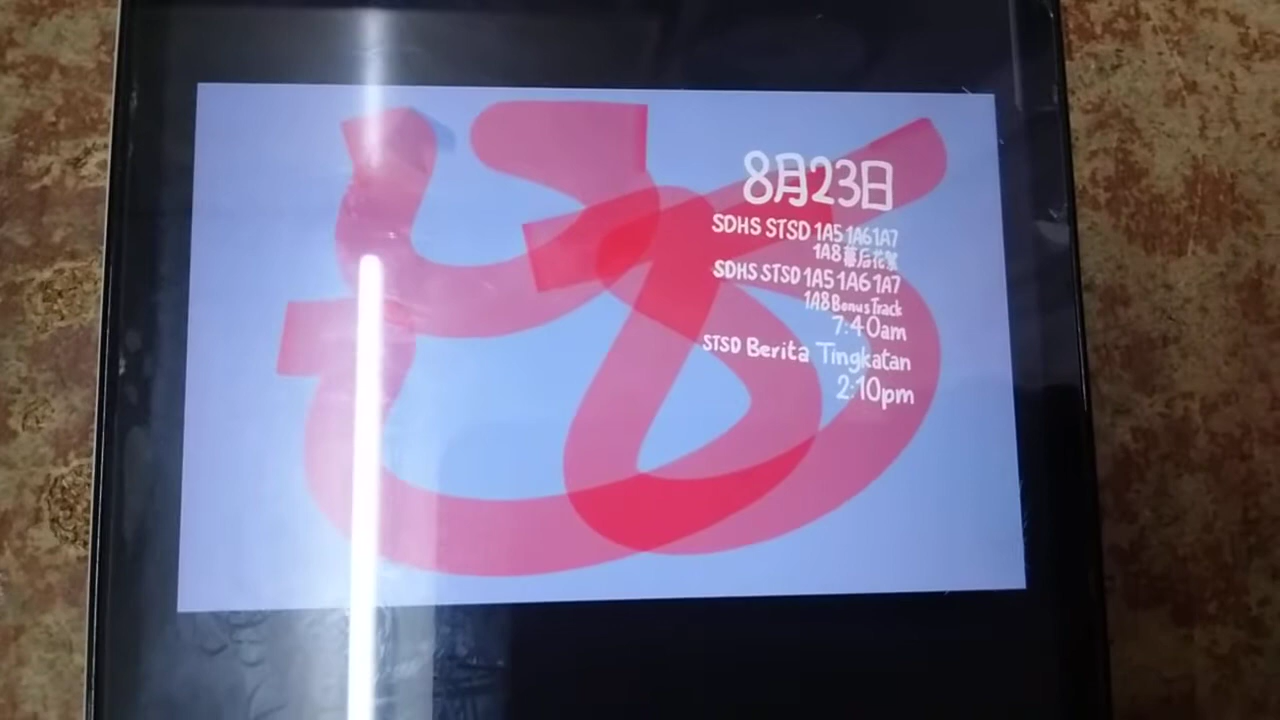 8月23日
SDHS STSD 1A5 1A6 1A7
1A8 幕后花絮
SDHS STSD 1A5 1A6 1A7
1A8 Bonus Track
7:40am
STSD Berita Tingkatan
2:10pm